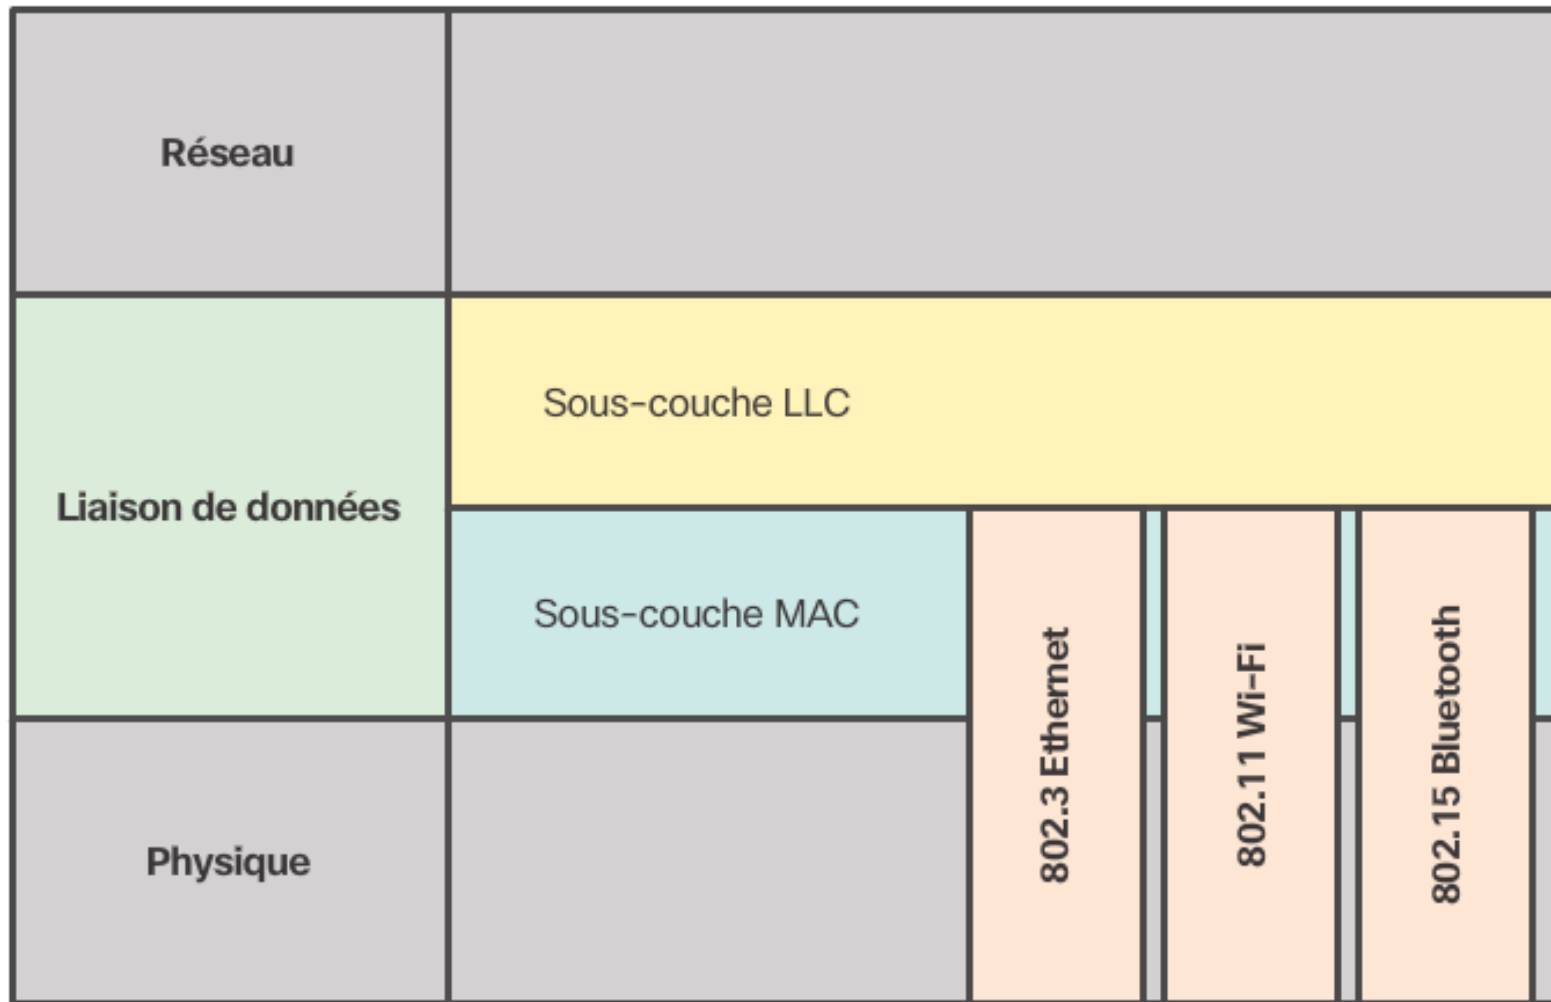 Réseau
Sous-couche LLC
Liaison de données
Sous-couche MAC
802.3 Ethernet
802.11 Wi-Fi
802.15 Bluetooth
Physique